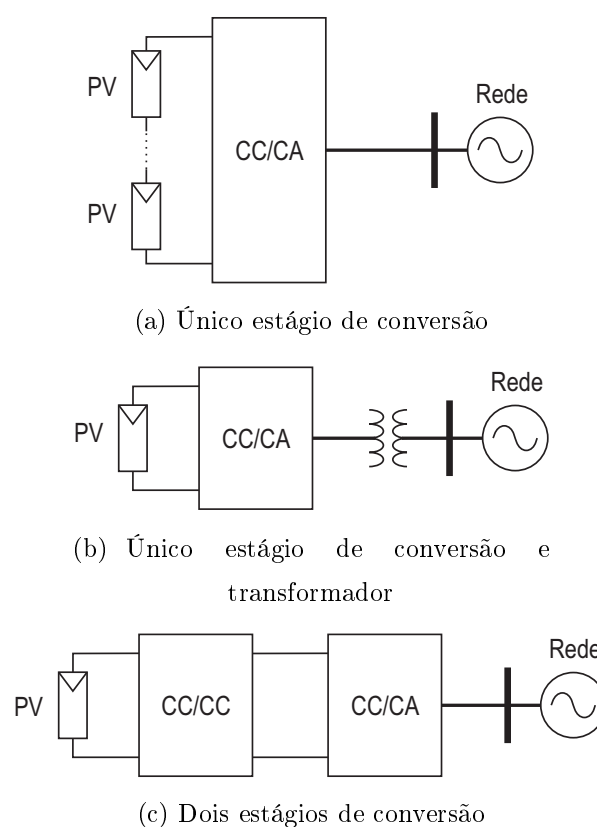 PV
PV
CC/CA
Rede
(a) Único estágio de conversão
PV
CC/CA
Rede
(b) Único estágio de conversão e
transformador
PV
CC/CC
CC/CA
Rede
(c) Dois estágios de conversão